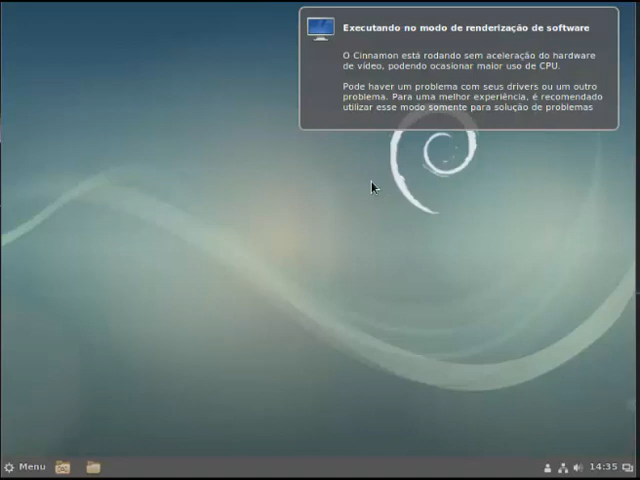 Executando no modo de renderização de software
O Cinnamon está rodando sem aceleração do hardware
de vídeo, podendo ocasionar maior uso de CPU.
Pode haver um problema com seus drivers ou um outro
problema. Para uma melhor experiência, é recomendado
utilizar esse modo somente para solução de problemas
Menu
14:35